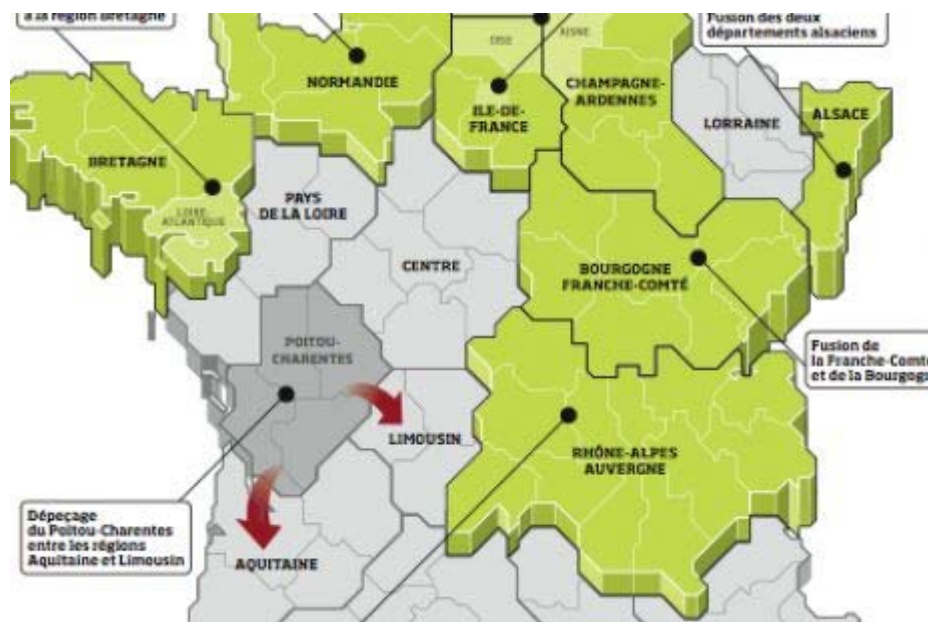 à la région Bretagne
Fusion des deux
départements alsaciens
OISE
AISNE
NORMANDIE
ILE-DE-
FRANCE
CHAMPAGNE-
ARDENNES
LORRAINE
ALSACE
BRETAGNE
LOIRE-
ATLANTIQUE
PAYS
DE LA LOIRE
CENTRE
BOURGOGNE
FRANCHE-COMTÉ
POITOU-
CHARENTES
Fusion de
la Franche-Comté
et de la Bourgogn
LIMOUSIN
RHÔNE-ALPES
AUVERGNE
Dépeçage
du Poitou-Charentes
entre les régions
Aquitaine et Limousin
AQUITAINE